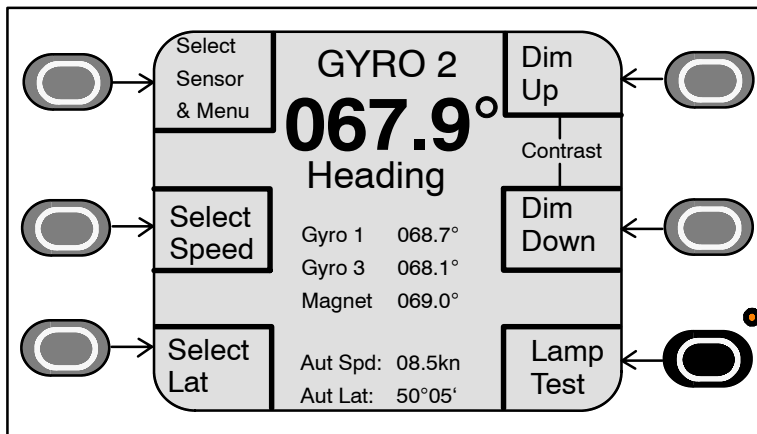 Select
Sensor
& Menu
GYRO 2
067.9°
Heading
Dim
Up
Contrast
Select
Speed
Gyro 1 068.7°
Gyro 3 068.1°
Magnet 069.0°
Dim
Down
Select
Lat
Aut Spd: 08.5kn
Aut Lat: 50°05‘
Lamp
Test